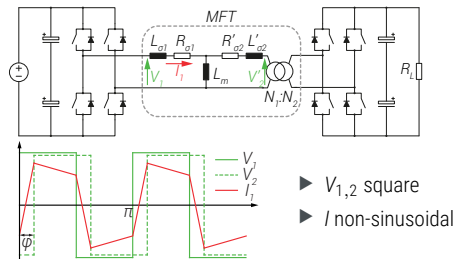 MFT
Lσ1 Rσ1 R'σ2 L'σ2
V1 I1 Lm V'2 RL
N1:N2
V1
V2
I1
π
φ
▶ V1,2 square
▶ I non-sinusoidal